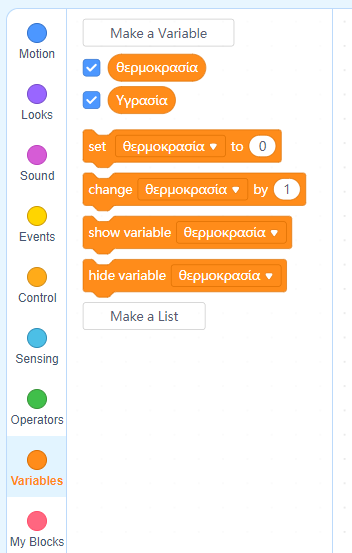 Motion
Looks
Sound
Events
Control
Sensing
Operators
Variables
My Blocks
Make a Variable
θερμοκρασία
Υγρασία
set θερμοκρασία to 0
change θερμοκρασία by 1
show variable θερμοκρασία
hide variable θερμοκρασία
Make a List